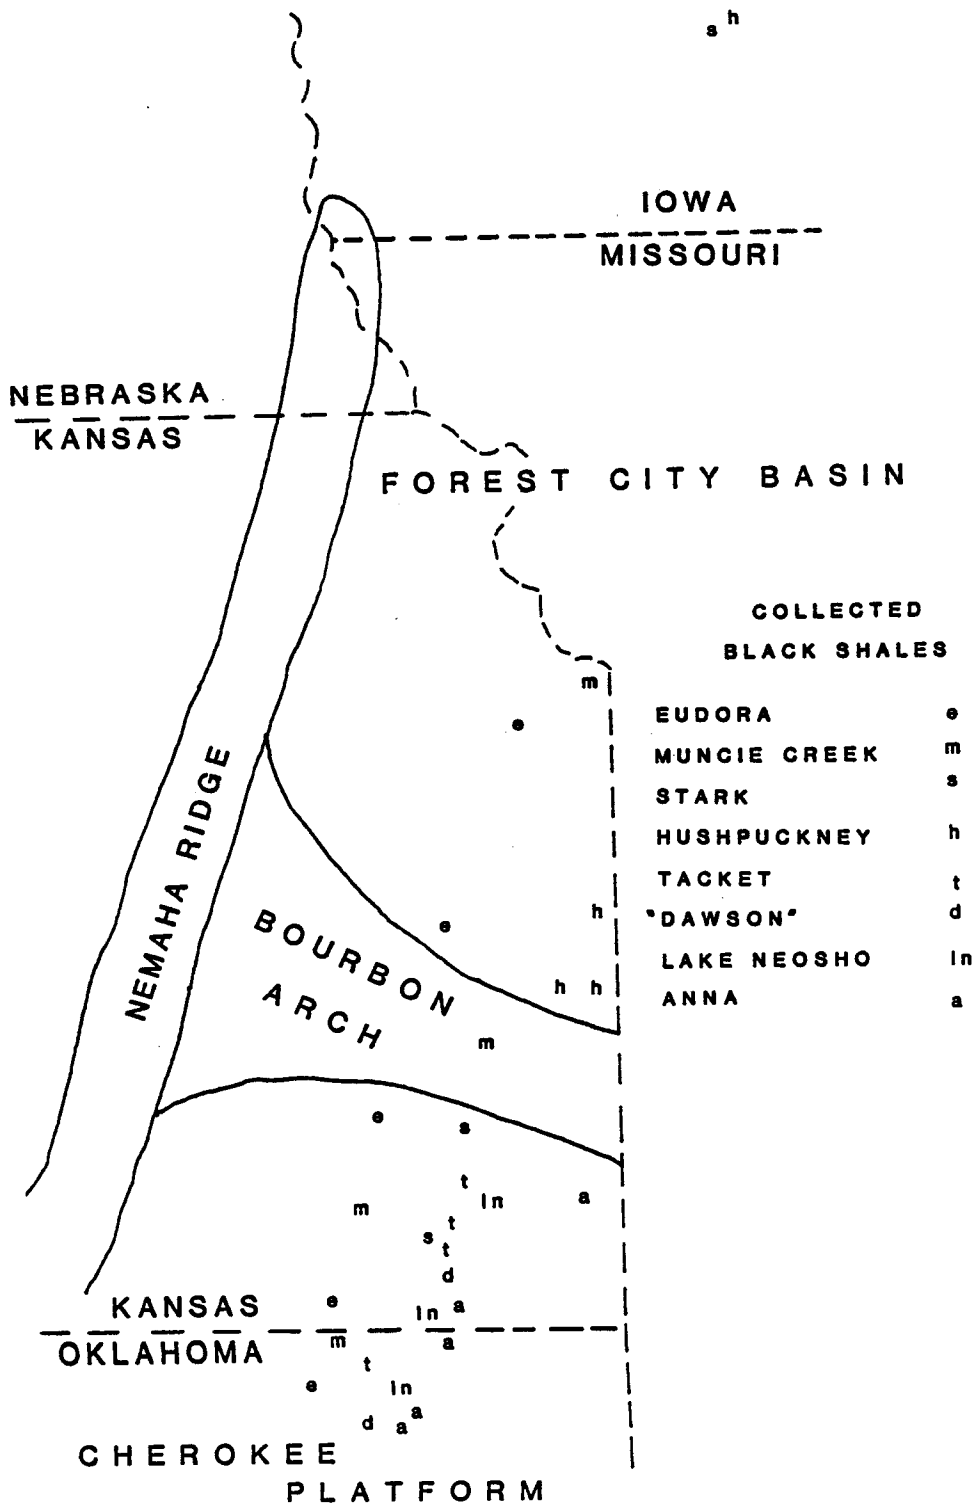 s h
IOWA
MISSOURI
NEBRASKA
KANSAS
FOREST CITY BASIN
COLLECTED
BLACK SHALES
EUDORA e
MUNCIE CREEK m
STARK s
HUSHPUCKNEY h
TACKET t
"DAWSON" d
LAKE NEOSHO ln
ANNA a
m
e
NEMAHA RIDGE
h
e
BOURBON
ARCH
h h
m
e s
t
ln a
m t
s t
d
e
KANSAS ln a
OKLAHOMA m a
t
e ln
d a a
CHEROKEE
PLATFORM